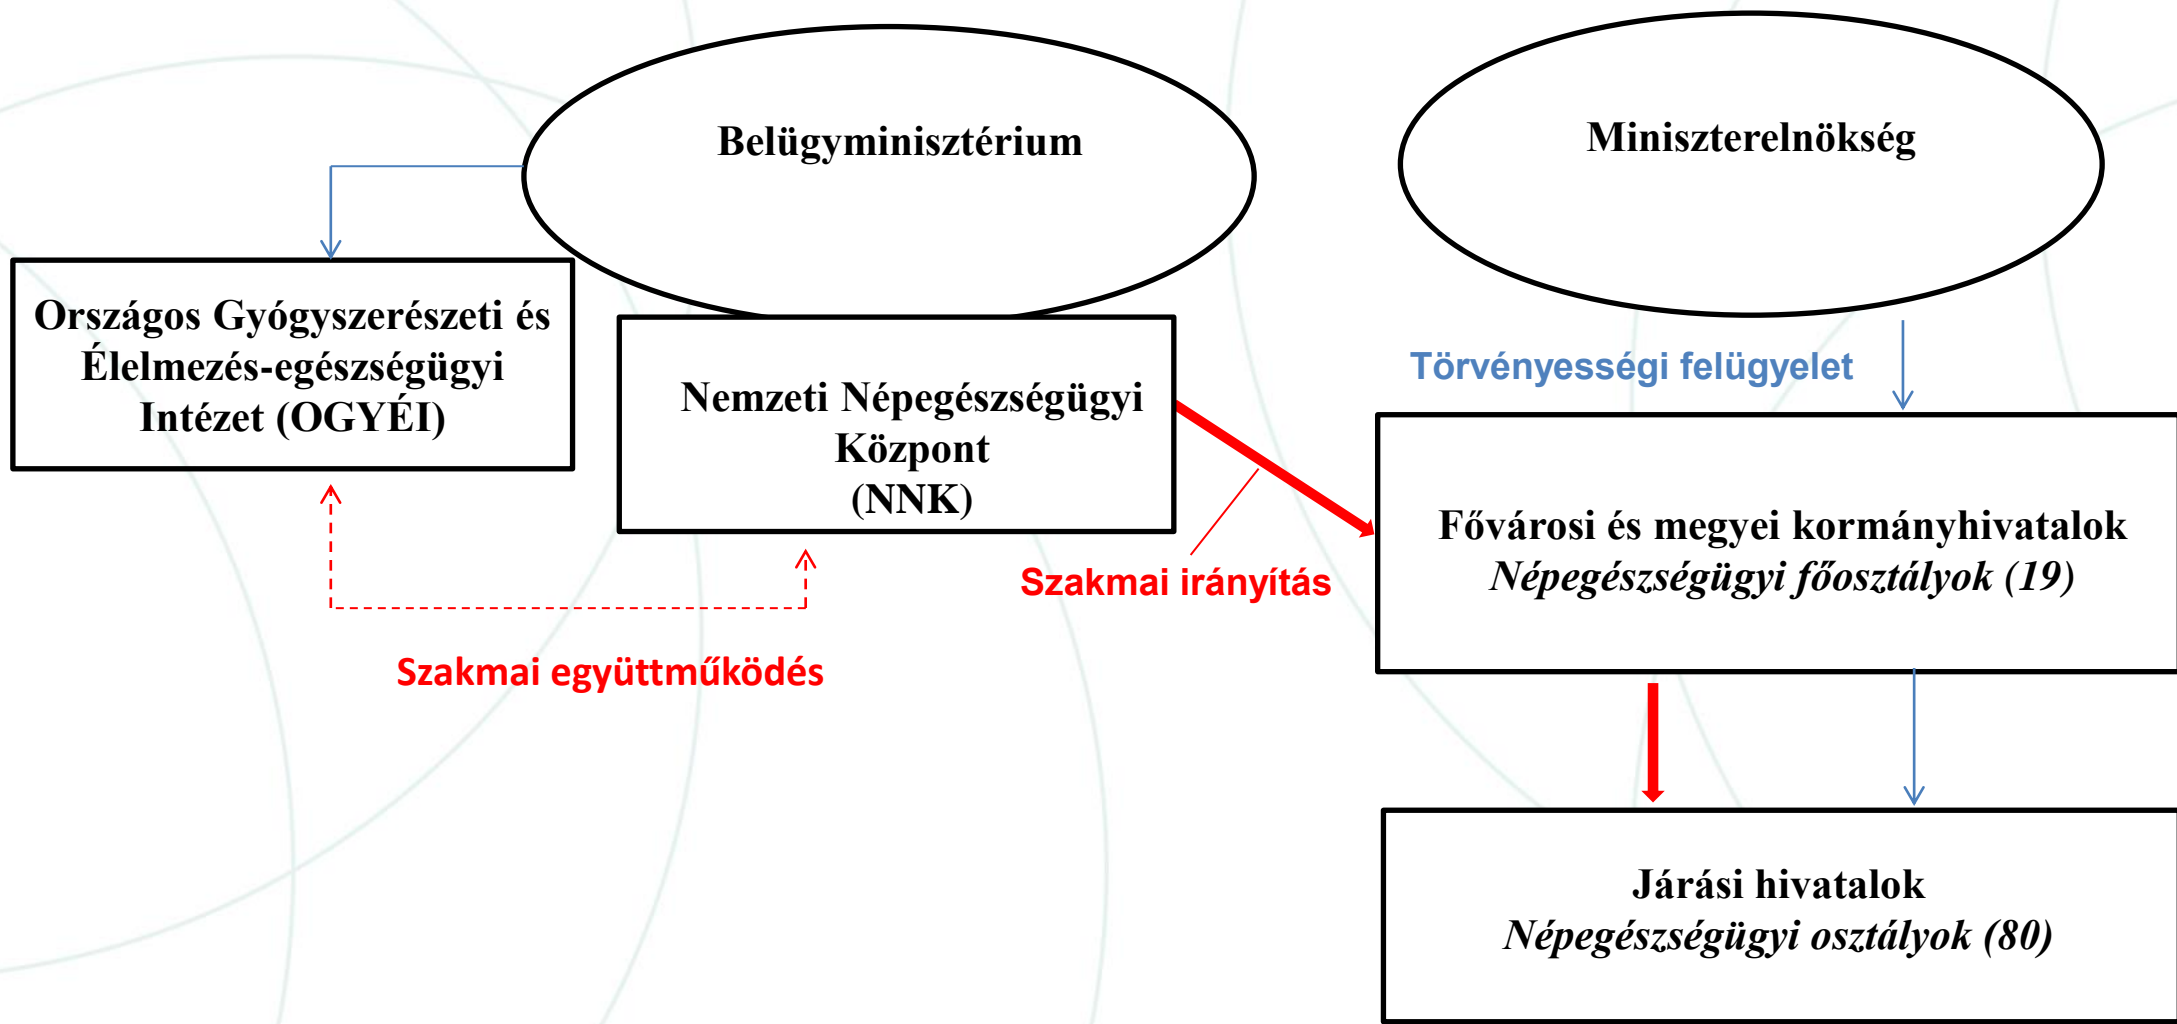 Belügyminisztérium
Miniszterelnökség
Országos Gyógyszerészeti és
Élelmezés-egészségügyi
Intézet (OGYÉI)
Nemzeti Népegészségügyi
Központ
(NNK)
Törvényességi felügyelet
Fővárosi és megyei kormányhivatalok
Népegészségügyi főosztályok (19)
Szakmai irányítás
Szakmai együttműködés
Járási hivatalok
Népegészségügyi osztályok (80)